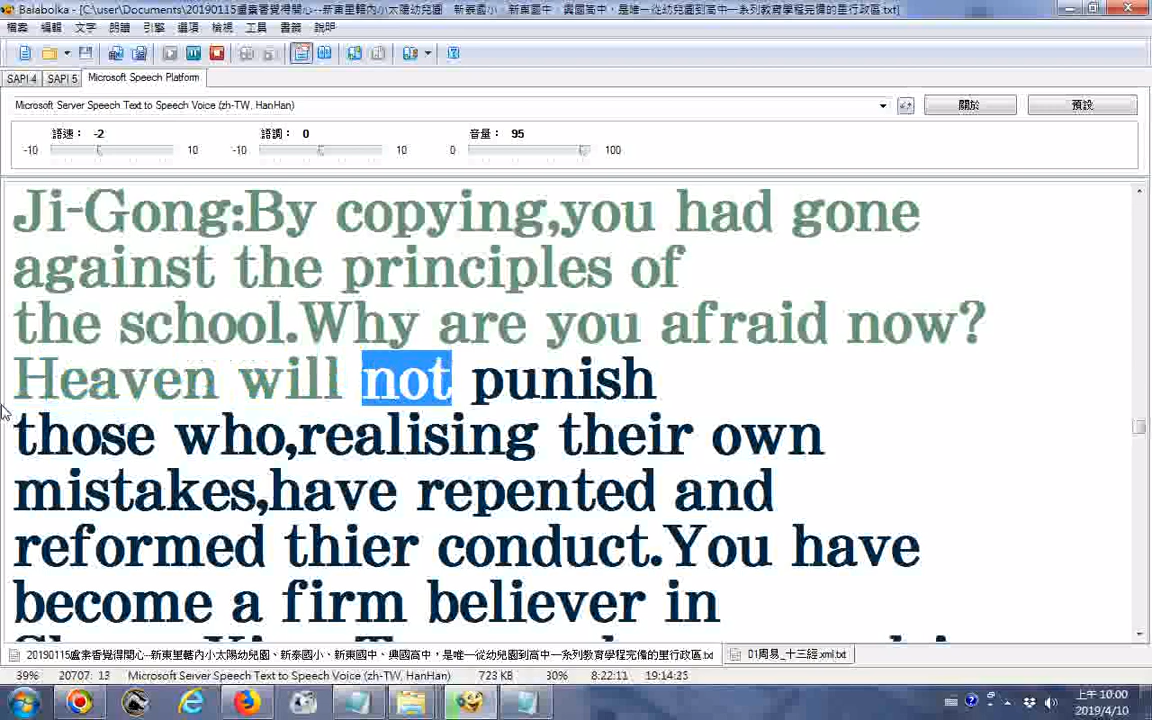 Balabolka - [C:\user\Documents\20190115盧素香覺得開心--新東里轄內小太陽幼兒園、新泰國小、新東國中、興國高中，是唯一從幼兒園到高中一系列教育學程完備的里行政區.txt]
檔案 編輯 文字 朗讀 引擎 選項 檢視 工具 書籤 說明
SAPI 4 SAPI 5 Microsoft Speech Platform
Microsoft Server Speech Text to Speech Voice (zh-TW, HanHan) 關於 預設
語速： -2 語調： 0 音量： 95
-10 10 -10 10 0 100
Ji-Gong:By copying,you had gone
against the principles of
the school.Why are you afraid now?
Heaven will not punish
those who,realising their own
mistakes,have repented and
reformed thier conduct.You have
become a firm believer in
20190115盧素香覺得開心--新東里轄內小太陽幼兒園、新泰國小、新東國中、興國高中，是唯一從幼兒園到高中一系列教育學程完備的里行政區.txt 01周易_十三經.xml.txt
39% 20707: 13 Microsoft Server Speech Text to Speech Voice (zh-TW, HanHan) 723 KB 30% 8:22:11 19:14:25
上午 10:00
2019/4/10